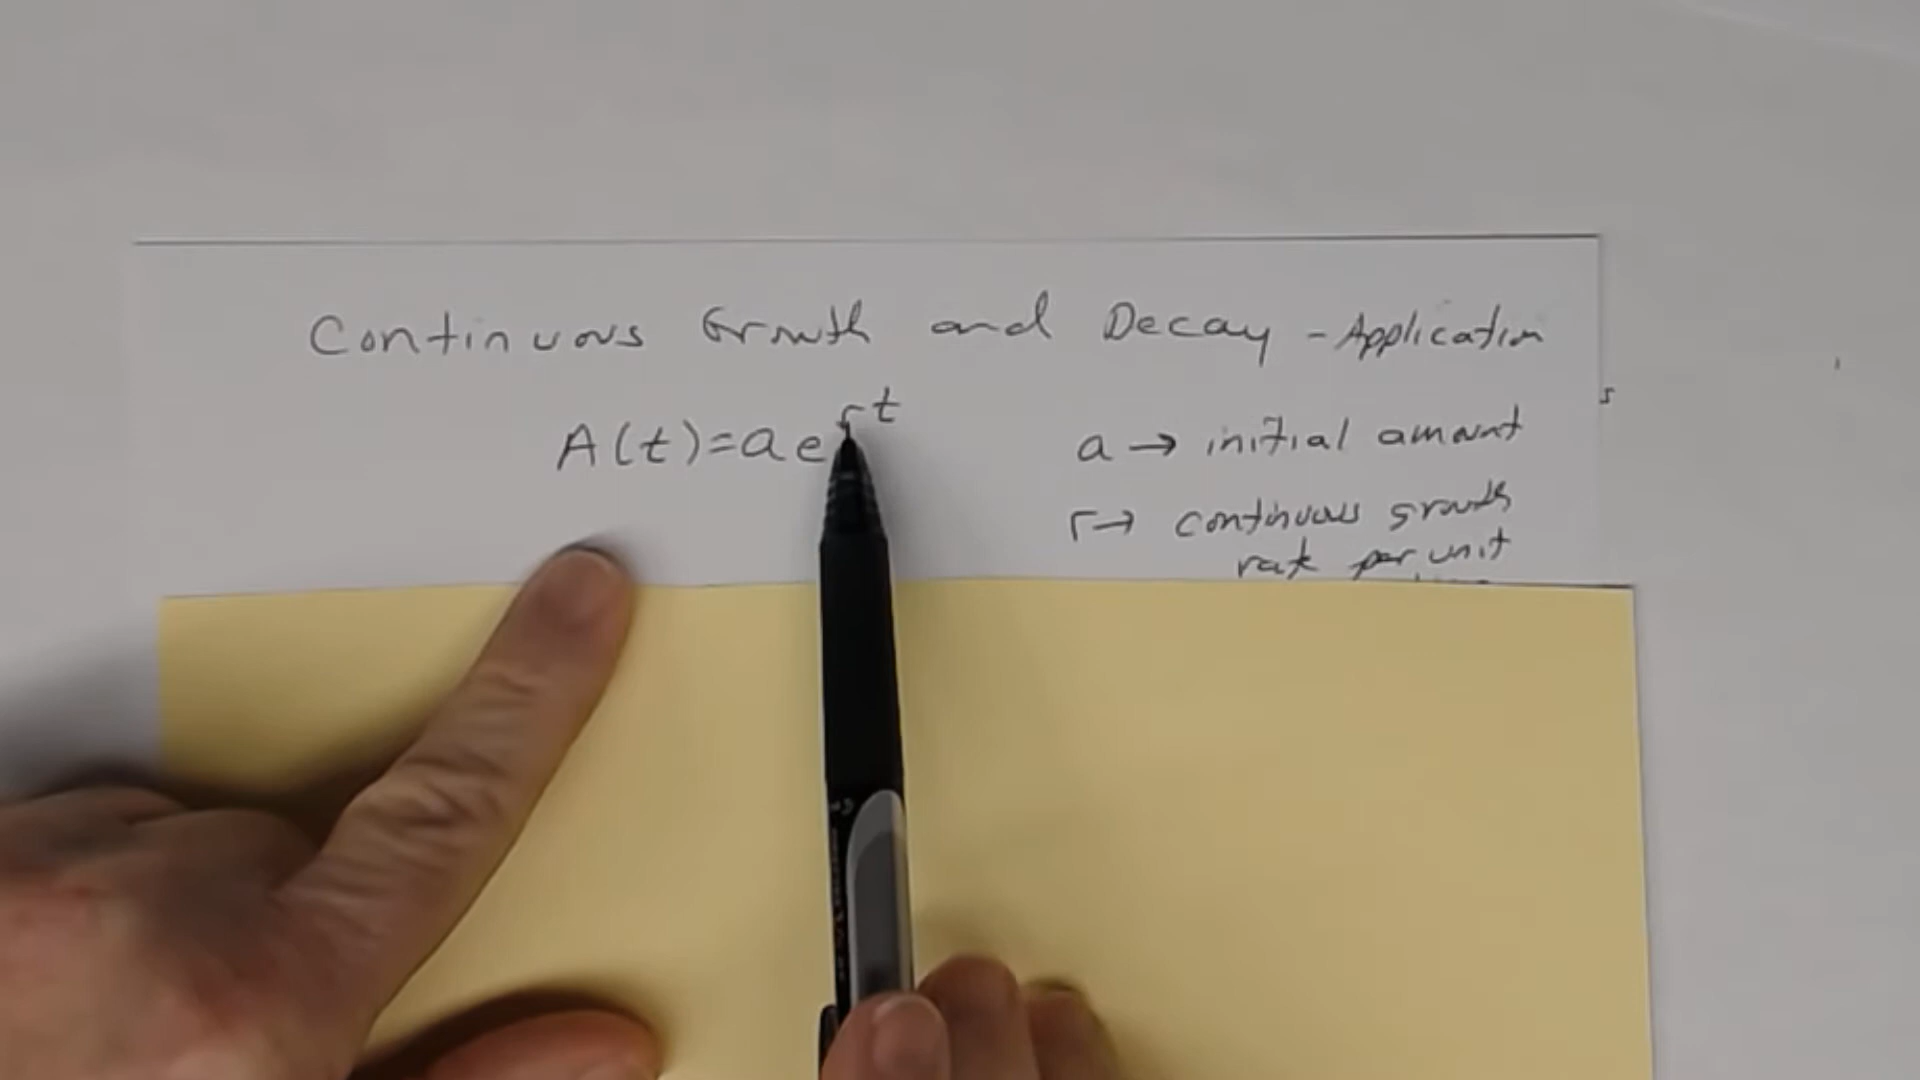 Continuous Growth and Decay - Application
s
A(t)=ae^rt
a → initial amount
r→ continuous growth
rate per unit